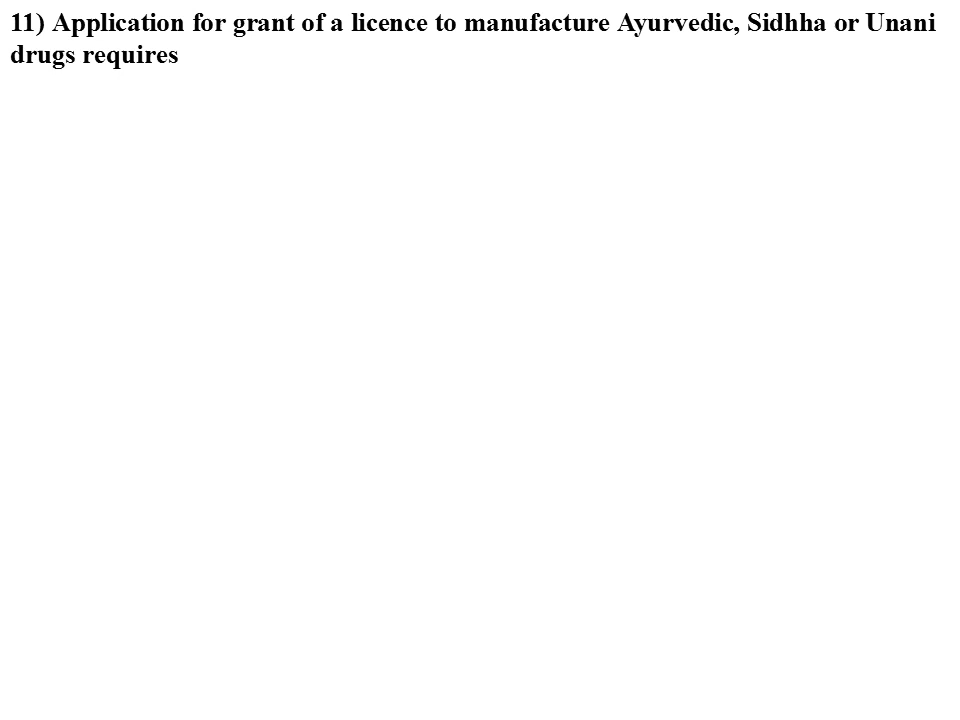 11) Application for grant of a licence to manufacture Ayurvedic, Sidhha or Unani
drugs requires